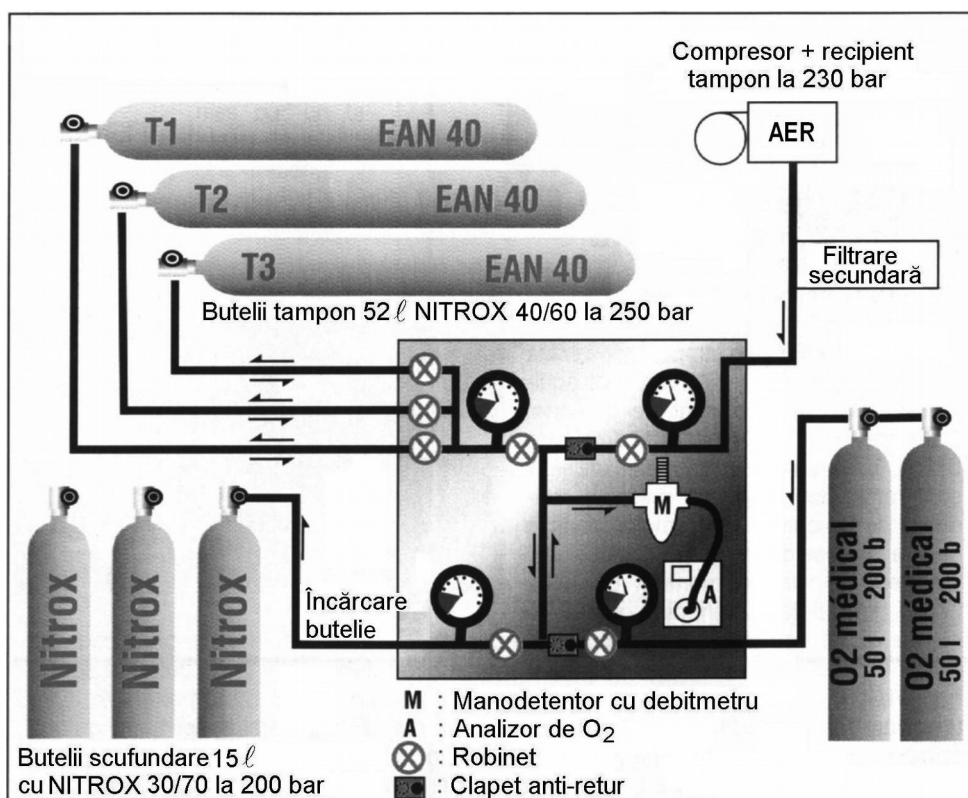 Compresor + recipient
tampon la 230 bar
AER
T1 EAN 40
T2 EAN 40
T3 EAN 40
Butelii tampon 52 ℓ NITROX 40/60 la 250 bar
Filtrare
secundară
M
A
Încărcare
butelie
Nitrox
Nitrox
Nitrox
O2 médical
50 l 200 b
O2 médical
50 l 200 b
M : Manodetentor cu debitmetru
A : Analizor de O2
: Robinet
: Clapet anti-retur
Butelii scufundare 15 ℓ
cu NITROX 30/70 la 200 bar